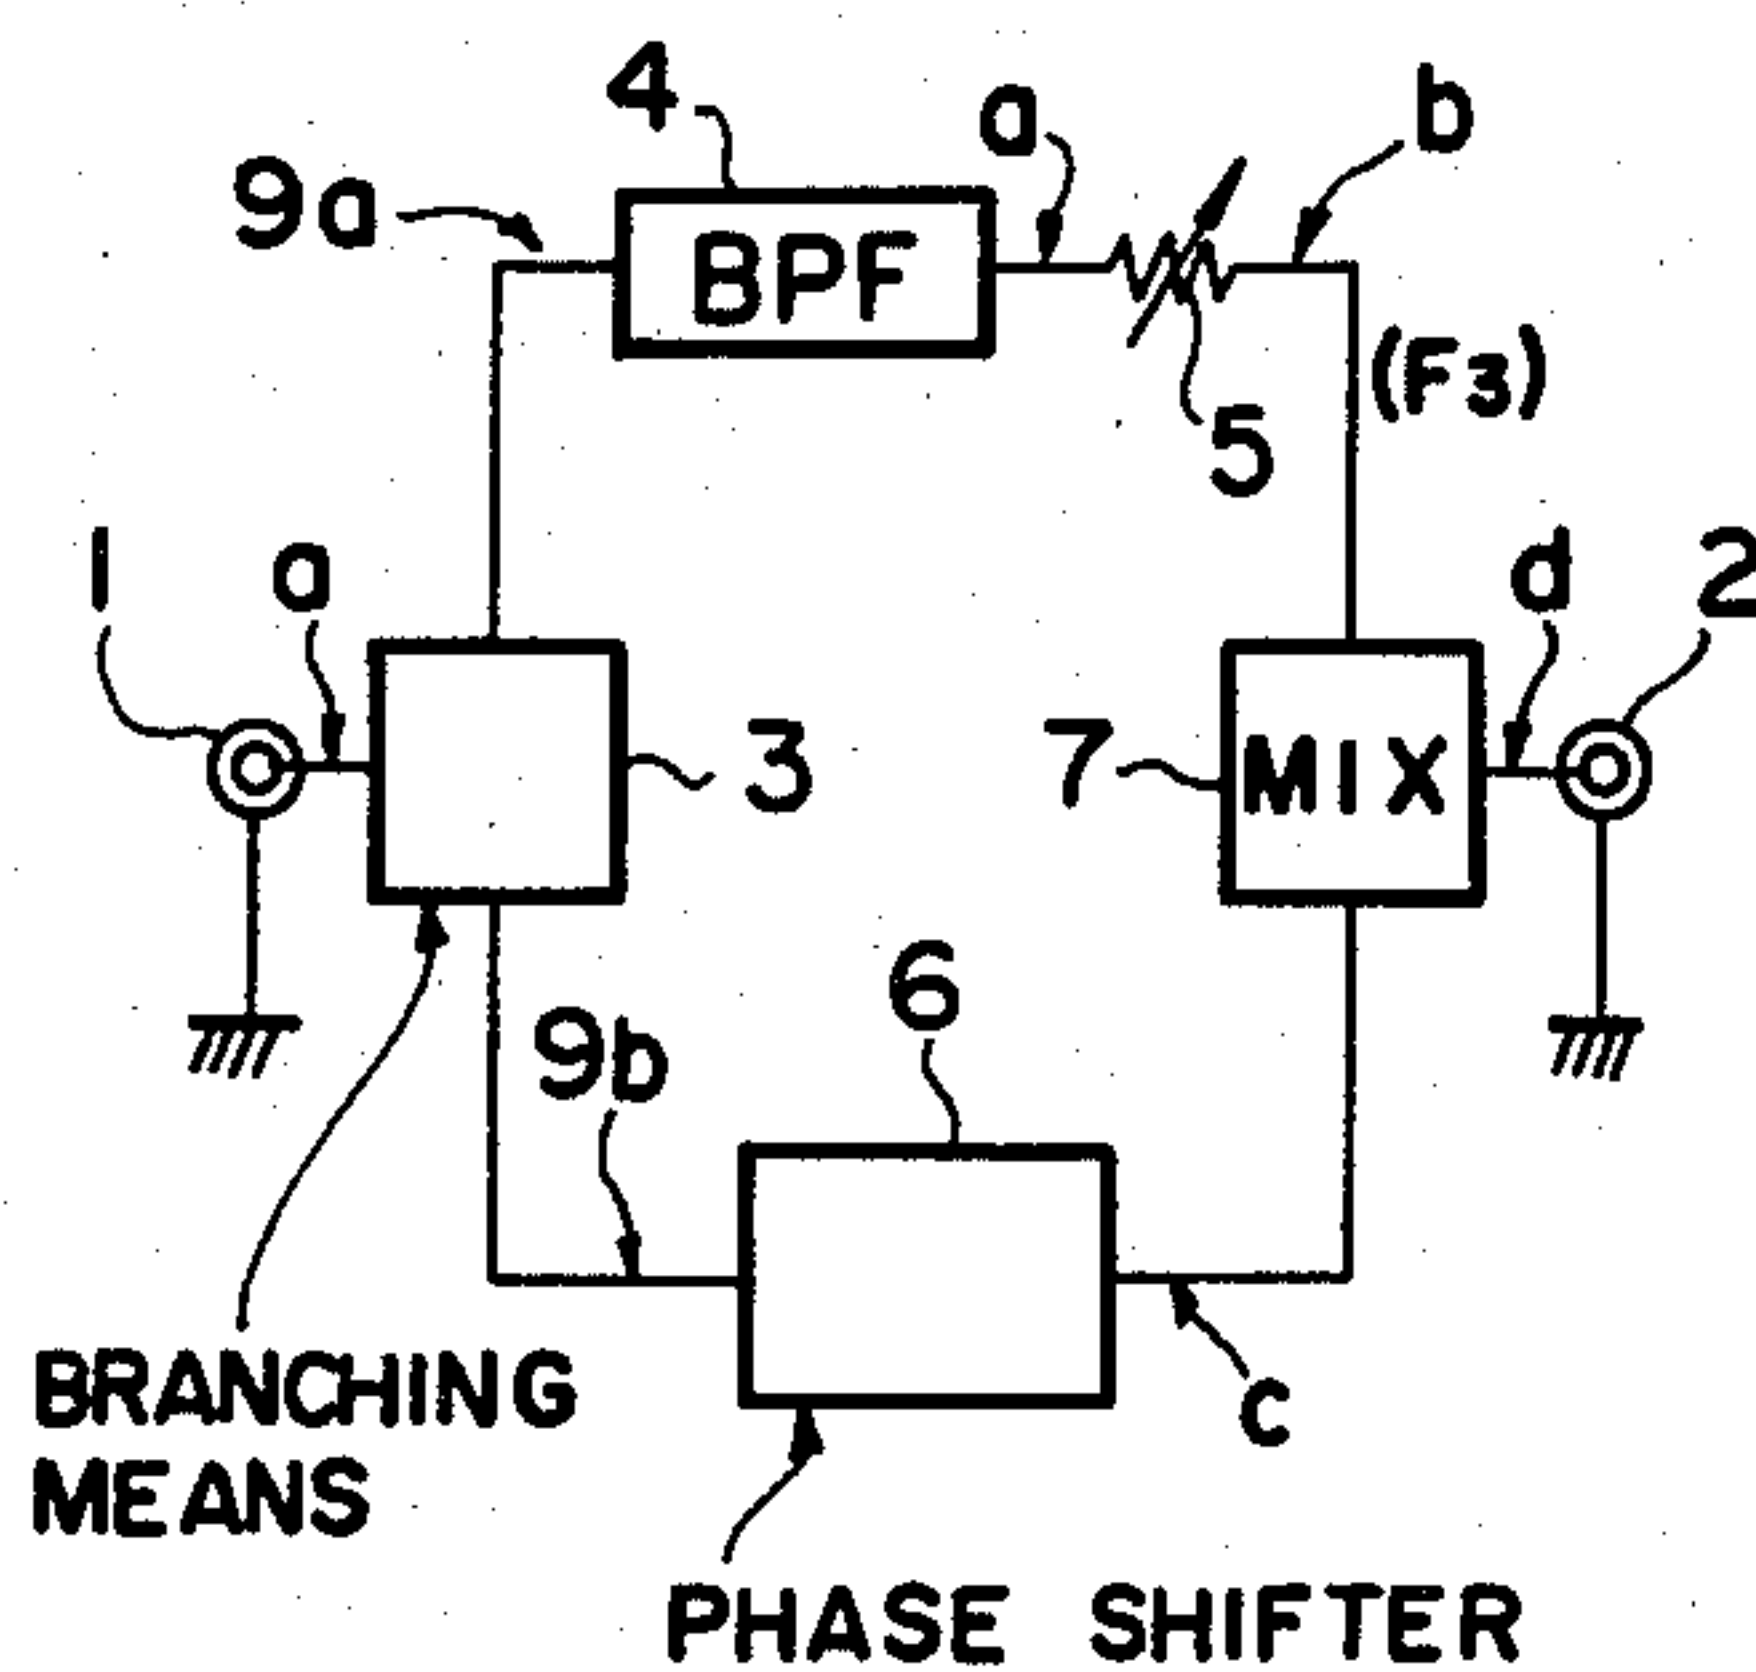 4
a
b
9a
BPF
(F3)
5
1
a
d
2
3
7
MIX
6
9b
c
BRANCHING
MEANS
PHASE SHIFTER